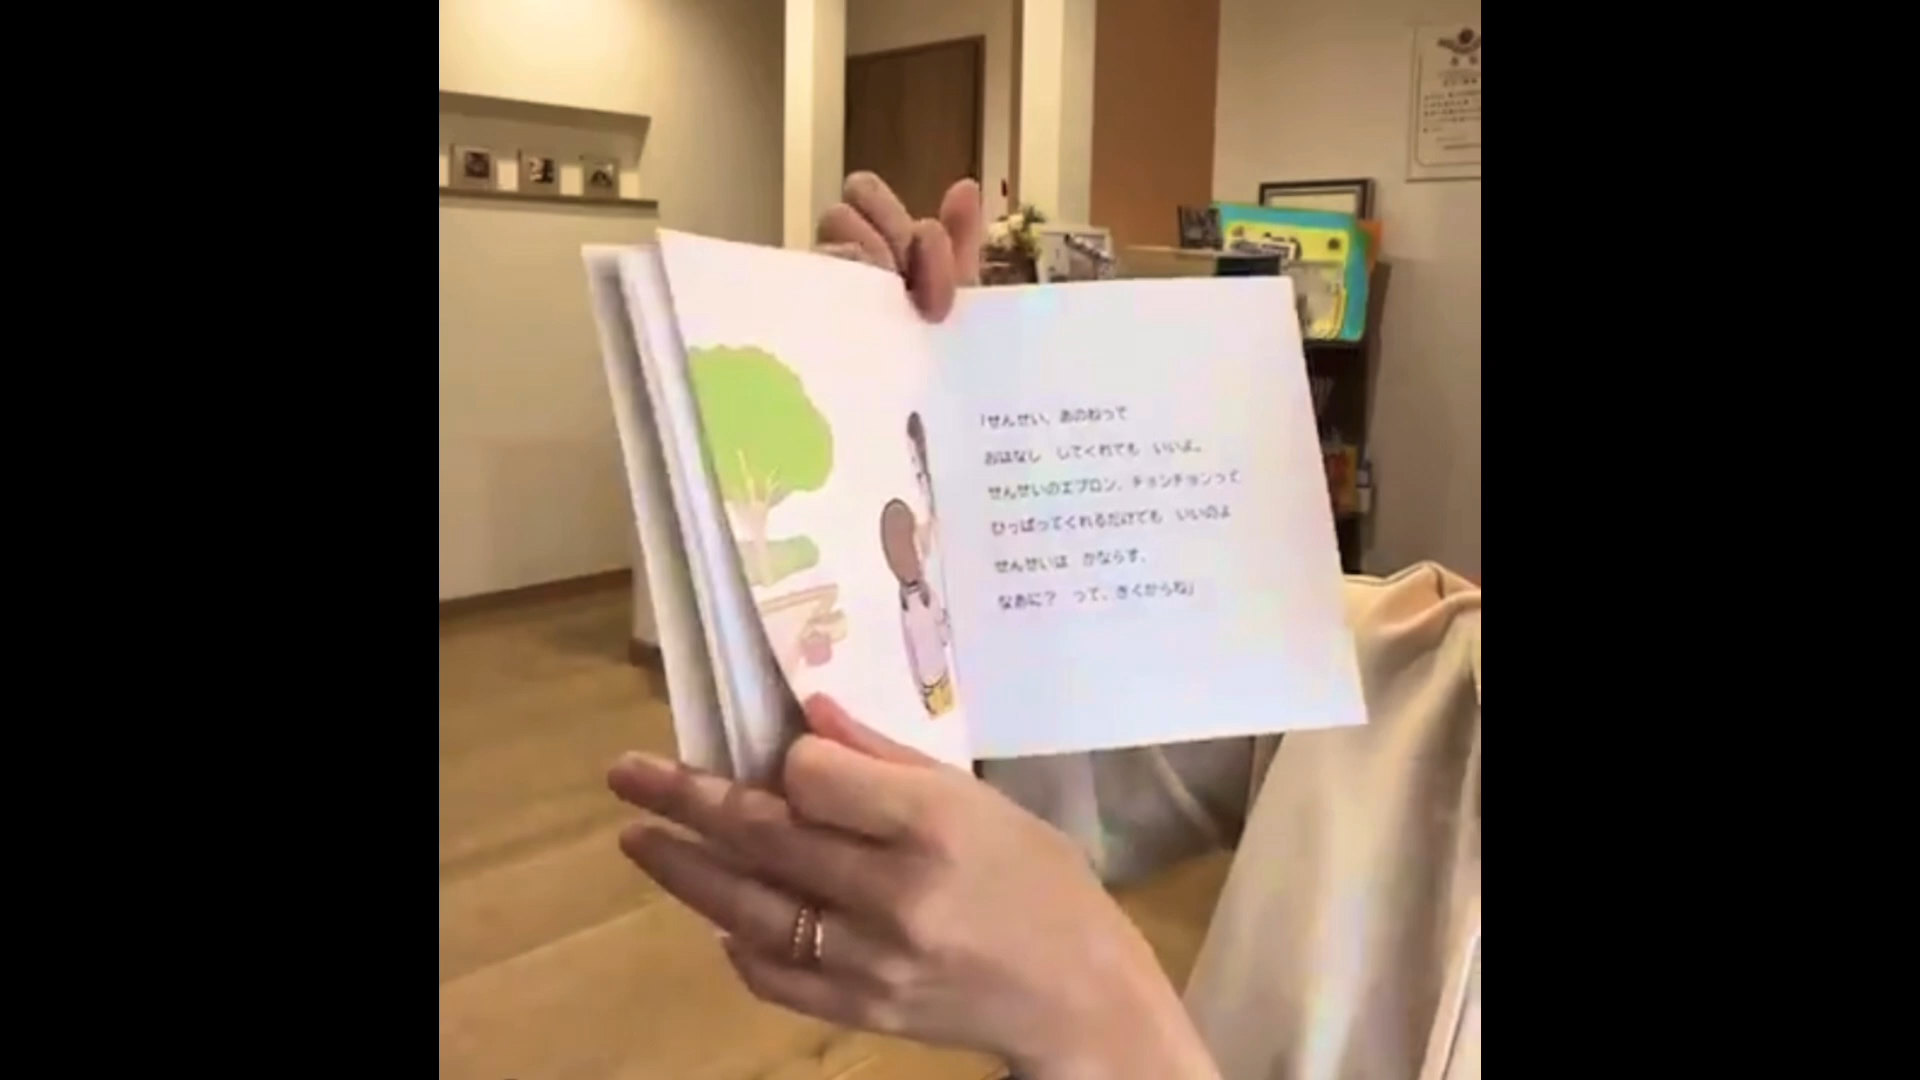 「せんせい、あのねって
おはなし　してくれても　いいよ。
せんせいのエプロン、チョンチョンって
ひっぱってくれるだけでも　いいのよ
せんせいは　かならず、
なあに？　って、きくからね」